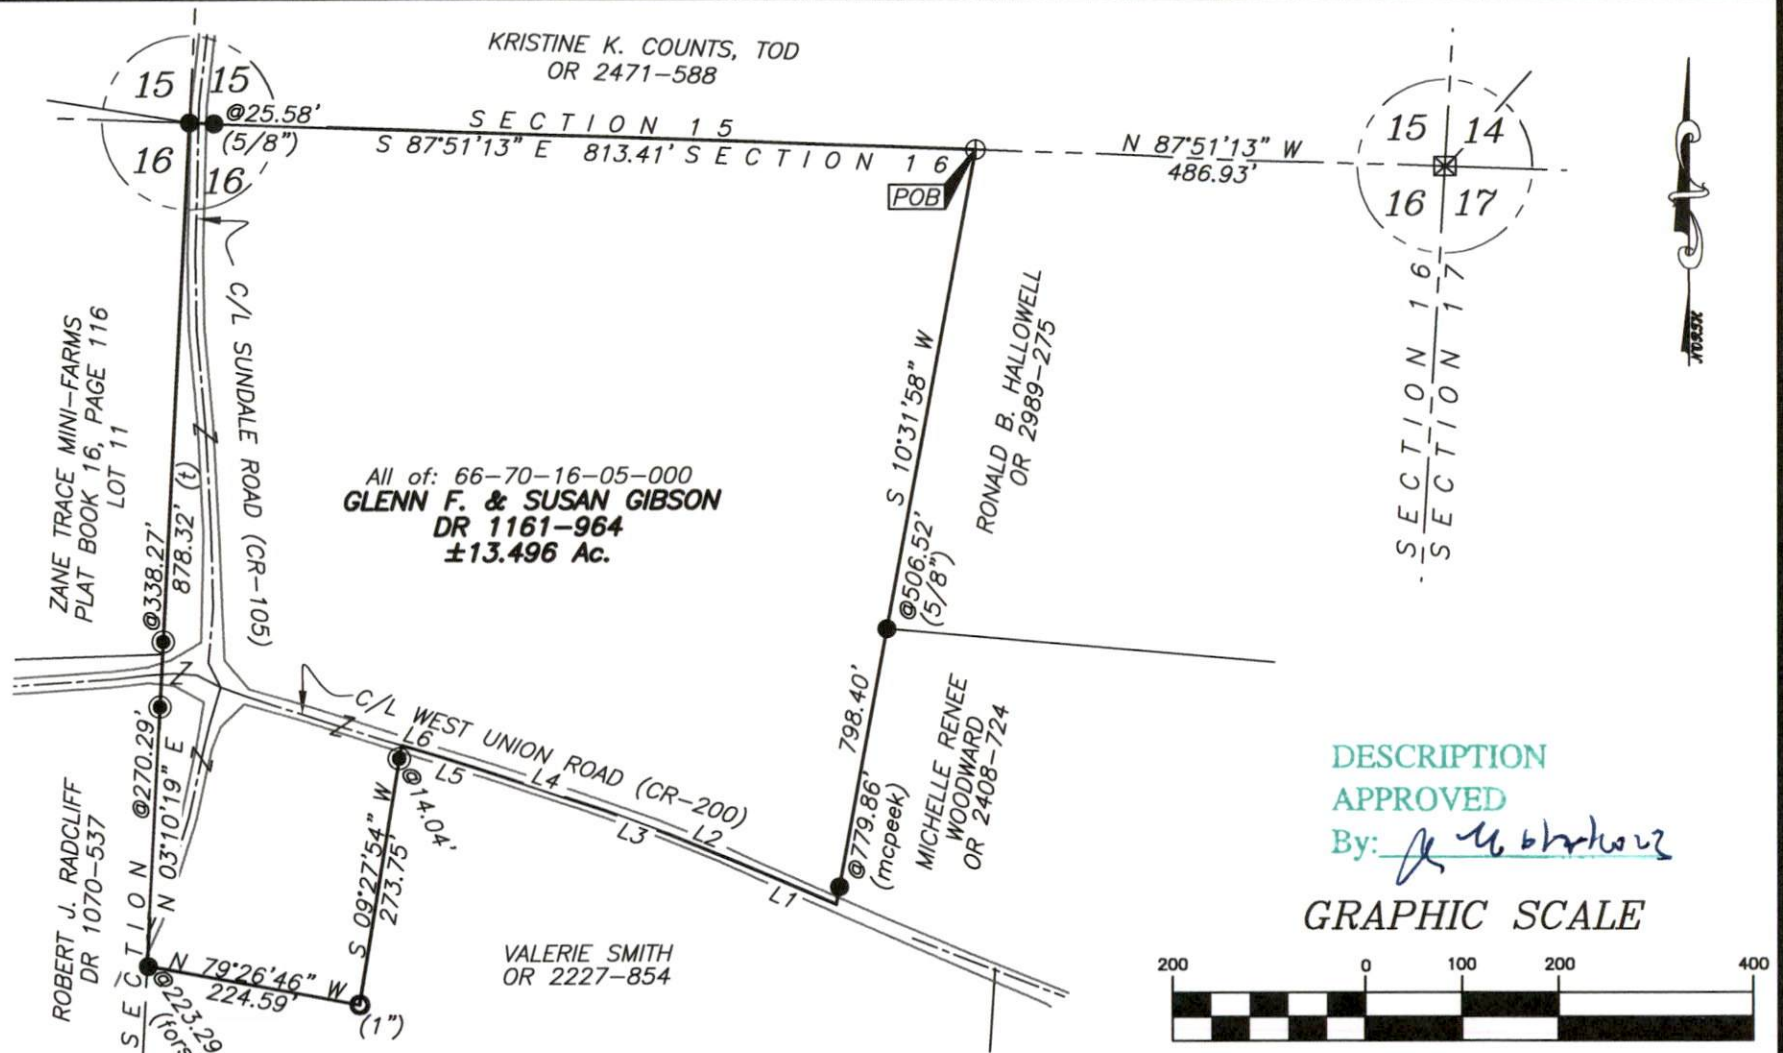 KRISTINE K. COUNTS, TOD
OR 2471-588
15 15
16 16
@25.58'
(5/8")
SECTION 15
S 87°51'13" E 813.41' SECTION 16
POB
N 87°51'13" W
486.93'
15 14
16 17
SECTION 16
SECTION 17
NORSK
C/L SUNDALE ROAD (CR-105)
ZANE TRACE MINI-FARMS
PLAT BOOK 16, PAGE 116
LOT 11
@338.27'
878.32' (t)
All of: 66-70-16-05-000
GLENN F. & SUSAN GIBSON
DR 1161-964
±13.496 Ac.
S 10°31'58" W
798.40'
RONALD B. HALLOWELL
OR 2989-275
@506.52'
(5/8")
MICHELLE RENEE
WOODWARD
OR 2408-724
@779.86'
(mcpeek)
C/L WEST UNION ROAD (CR-200)
L6
L5
L4
L3
L2
L1
Z
Z
Z
Z
@14.04'
S 09°27'54" W
273.75'
@270.29'
N 03°10'19" E
SECTION
ROBERT J. RADCLIFF
DR 1070-537
N 79°26'46" W
224.59'
(1")
@223.29
VALERIE SMITH
OR 2227-854
DESCRIPTION
APPROVED
By:
GRAPHIC SCALE
200 0 100 200 400